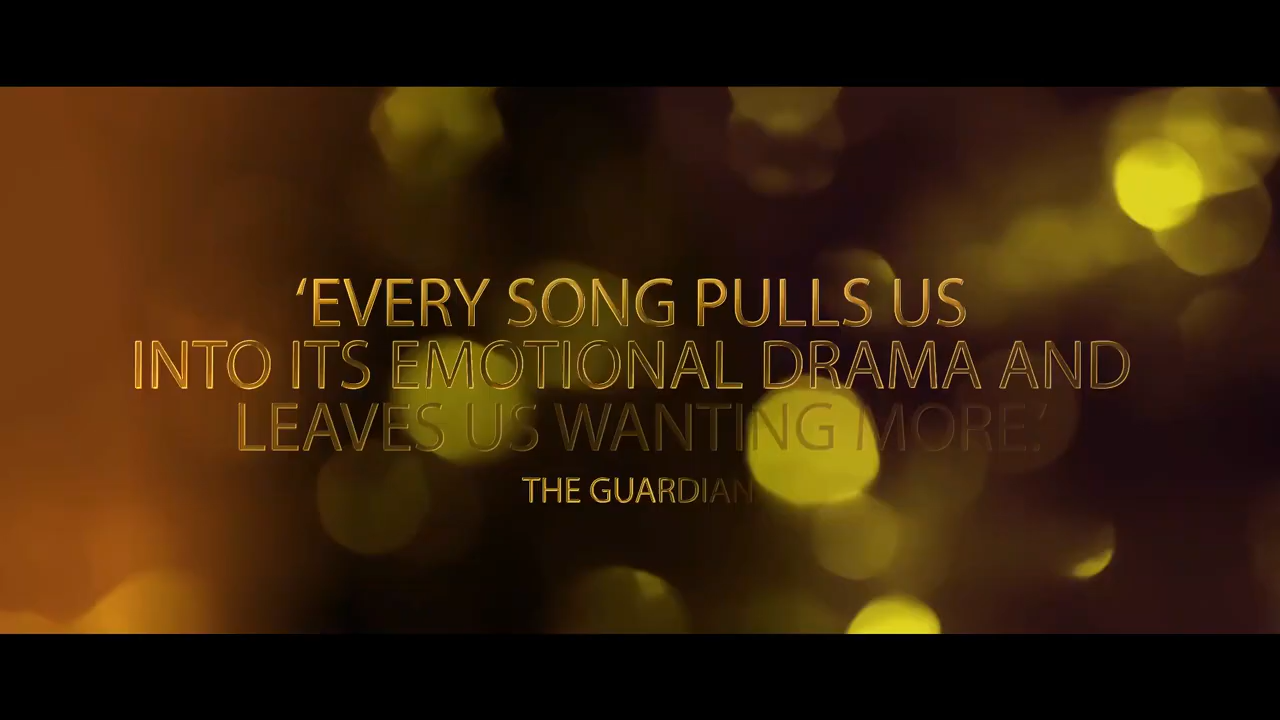 ‘EVERY SONG PULLS US
INTO ITS EMOTIONAL DRAMA AND
LEAVES US WANTING MORE.’
THE GUARDIAN